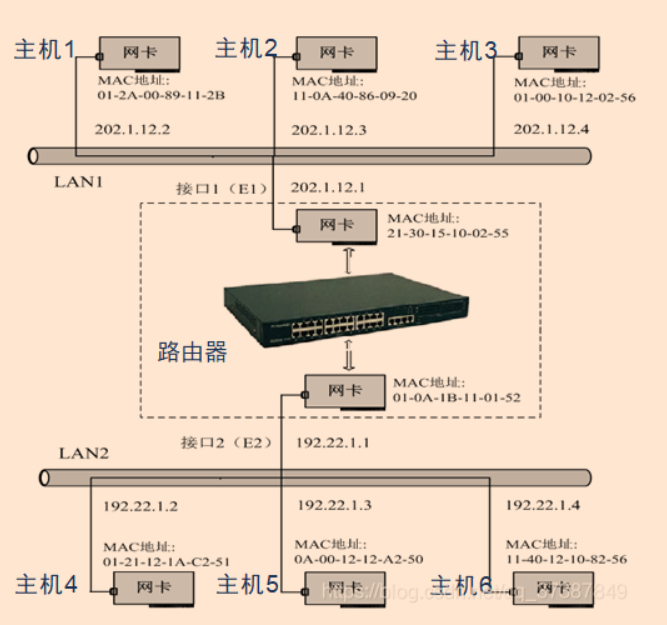 主机1
网卡
主机2
网卡
主机3
网卡
MAC地址:
01-2A-00-89-11-2B
MAC地址:
11-0A-40-86-09-20
MAC地址:
01-00-10-12-02-56
202.1.12.2
202.1.12.3
202.1.12.4
LAN1
接口1（E1）
202.1.12.1
网卡
MAC地址:
21-30-15-10-02-55
路由器
网卡
MAC地址:
01-0A-1B-11-01-52
接口2（E2）
192.22.1.1
LAN2
192.22.1.2
192.22.1.3
192.22.1.4
MAC地址:
01-21-12-1A-C2-51
MAC地址:
0A-00-12-12-A2-50
MAC地址:
11-40-12-10-82-56
主机4
网卡
主机5
网卡
主机6
网卡